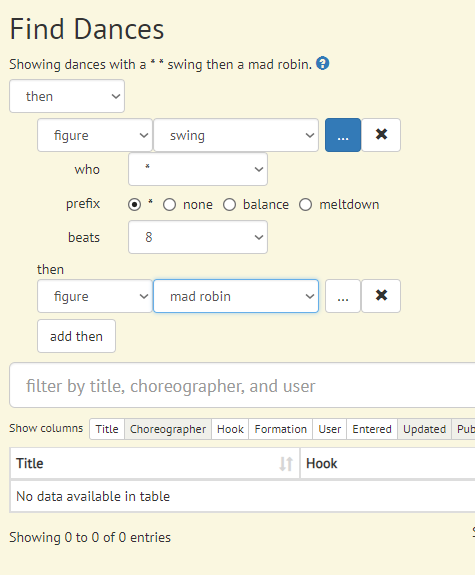 Find Dances
Showing dances with a * * swing then a mad robin. ?
then
figure swing ... ✖
who *
prefix * none balance meltdown
beats 8
then
figure mad robin ... ✖
add then
filter by title, choreographer, and user
Show columns Title Choreographer Hook Formation User Entered Updated Pub
Title Hook
No data available in table
Showing 0 to 0 of 0 entries